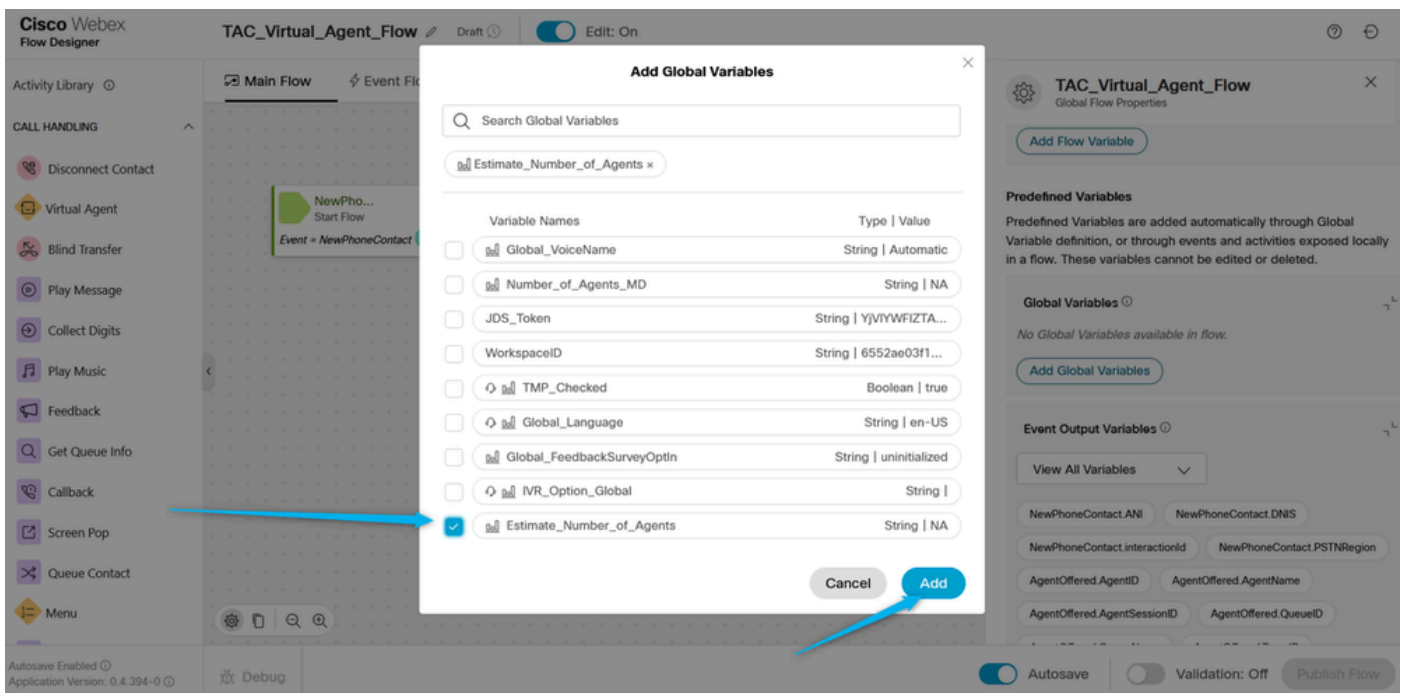 Cisco Webex
Flow Designer
TAC_Virtual_Agent_Flow
Draft
Edit: On
Activity Library
CALL HANDLING
Disconnect Contact
Virtual Agent
Blind Transfer
Play Message
Collect Digits
Play Music
Feedback
Get Queue Info
Callback
Screen Pop
Queue Contact
Menu
Main Flow
Event Flo
NewPho...
Start Flow
Event = NewPhoneContact
Add Global Variables
Search Global Variables
Estimate_Number_of_Agents ×
Variable Names Type | Value
Global_VoiceName String | Automatic
Number_of_Agents_MD String | NA
JDS_Token String | YjVlYWFlZTA...
WorkspaceID String | 6552ae03f1...
TMP_Checked Boolean | true
Global_Language String | en-US
Global_FeedbackSurveyOptIn String | uninitialized
IVR_Option_Global String |
Estimate_Number_of_Agents String | NA
Cancel
Add
TAC_Virtual_Agent_Flow
Global Flow Properties
Add Flow Variable
Predefined Variables
Predefined Variables are added automatically through Global
Variable definition, or through events and activities exposed locally
in a flow. These variables cannot be edited or deleted.
Global Variables
No Global Variables available in flow.
Add Global Variables
Event Output Variables
View All Variables
NewPhoneContact.ANI NewPhoneContact.DNIS
NewPhoneContact.interactionId NewPhoneContact.PSTNRegion
AgentOffered.AgentID AgentOffered.AgentName
AgentOffered.AgentSessionID AgentOffered.QueueID
Autosave Enabled
Application Version: 0.4.394-0
Debug
Autosave
Validation: Off
Publish Flow